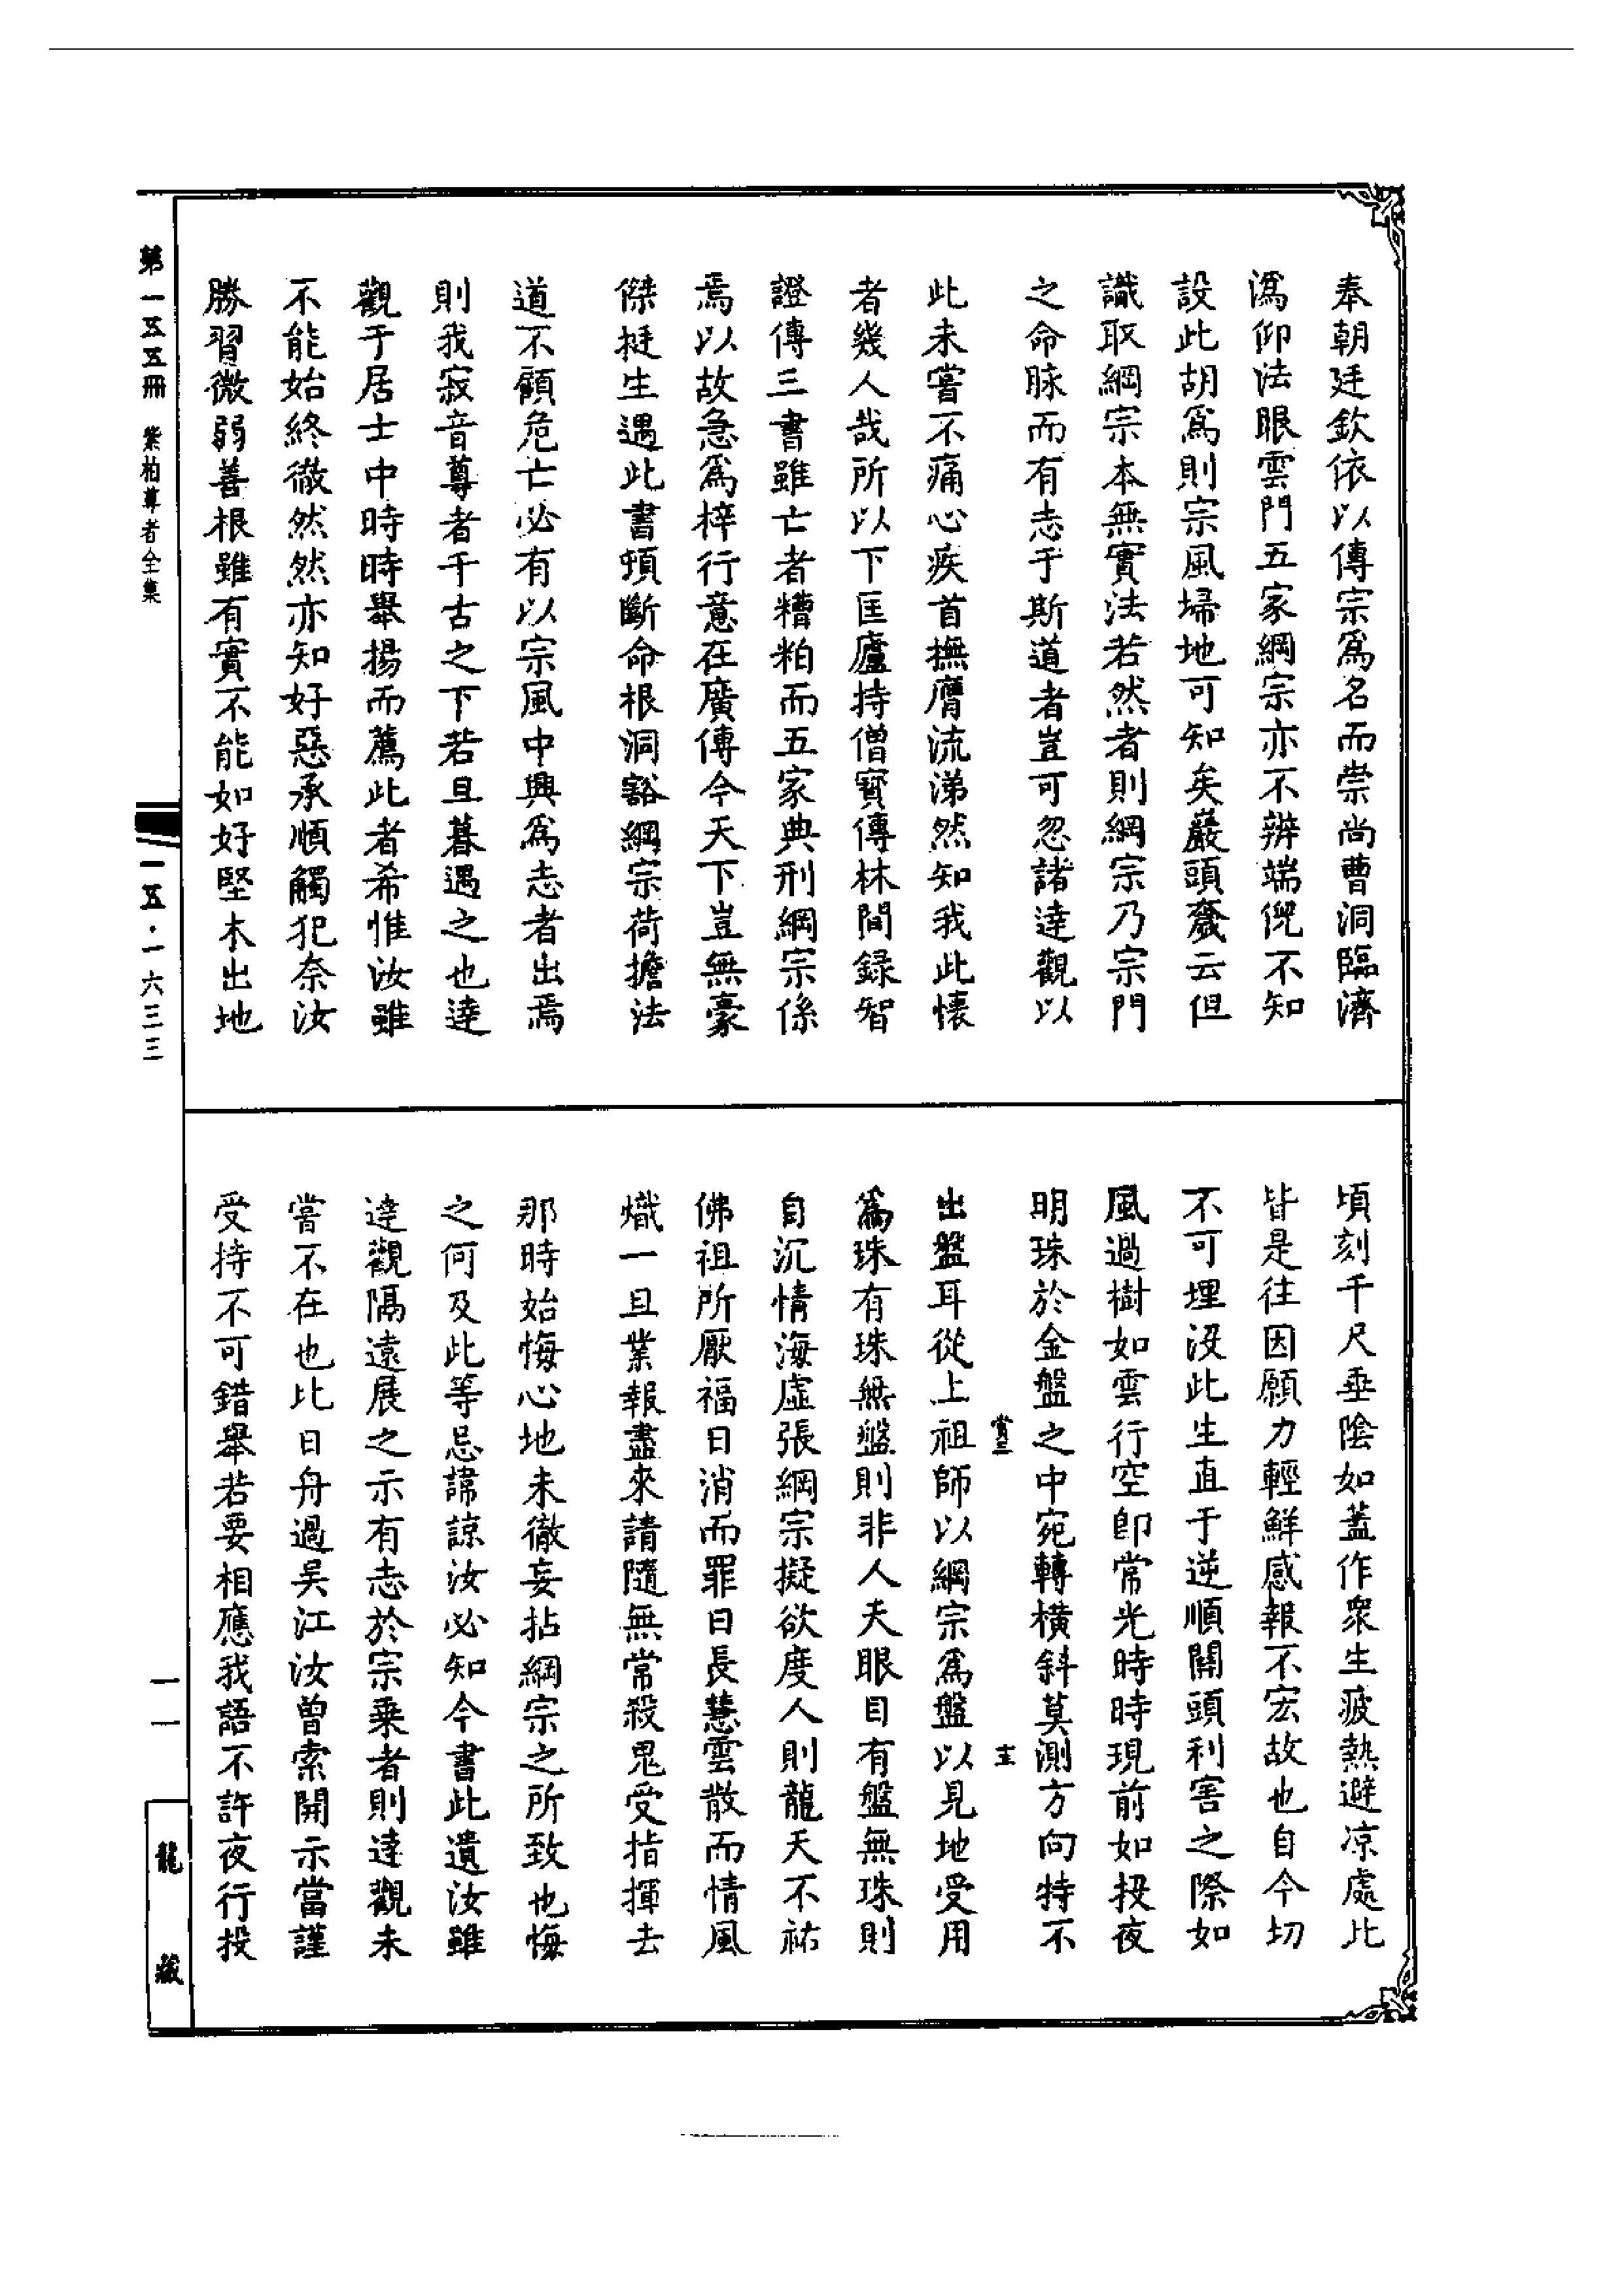 奉朝廷欽依以傳宗爲名而崇尚曹洞臨濟
潙仰法眼雲門五家綱宗亦不辨端倪不知
設此胡爲則宗風埽地可知矣巖頭奯云但
識取綱宗本無實法若然者則綱宗乃宗門
之命脉而有志于斯道者豈可忽諸達觀以
此未嘗不痛心疾首撫膺流涕然知我此懷
者幾人哉所以下匡廬持僧寶傳林間録智
證傳三書雖亡者糟粕而五家典刑綱宗係
焉以故急爲梓行意在廣傳今天下豈無豪
傑挺生遇此書頓斷命根洞豁綱宗荷擔法
道不顧危亡必有以宗風中興爲志者出焉
則我寂音尊者千古之下若旦暮遇之也達
觀于居士中時時舉揚而薦此者希惟汝雖
不能始終徹然然亦知好惡承順觸犯奈汝
勝習微弱善根雖有實不能如好堅木出地
頃刻千尺垂陰如葢作衆生疲熱避凉處此
皆是往因願力輕鮮感報不宏故也自今切
不可埋没此生直于逆順關頭利害之際如
風過樹如雲行空即常光時時現前如投夜
明珠於金盤之中宛轉橫斜莫測方向特不
出盤耳從上祖師以綱宗爲盤以見地受用
爲珠有珠無盤則非人天眼目有盤無珠則
自沉情海虛張綱宗擬欲度人則龍天不祐
佛祖所厭福日消而罪日長慧雲散而情風
熾一旦業報盡來請隨無常殺鬼受指揮去
那時始悔心地未徹妄拈綱宗之所致也悔
之何及此等忌諱諒汝必知今書此遺汝雖
達觀隔遠展之示有志於宗乗者則達觀未
嘗不在也比日舟過吴江汝曾索開示當謹
受持不可錯舉若要相應我語不許夜行投
賞三
主
第一五五冊 紫柏尊者全集
一五·一六三三
一一
龍藏